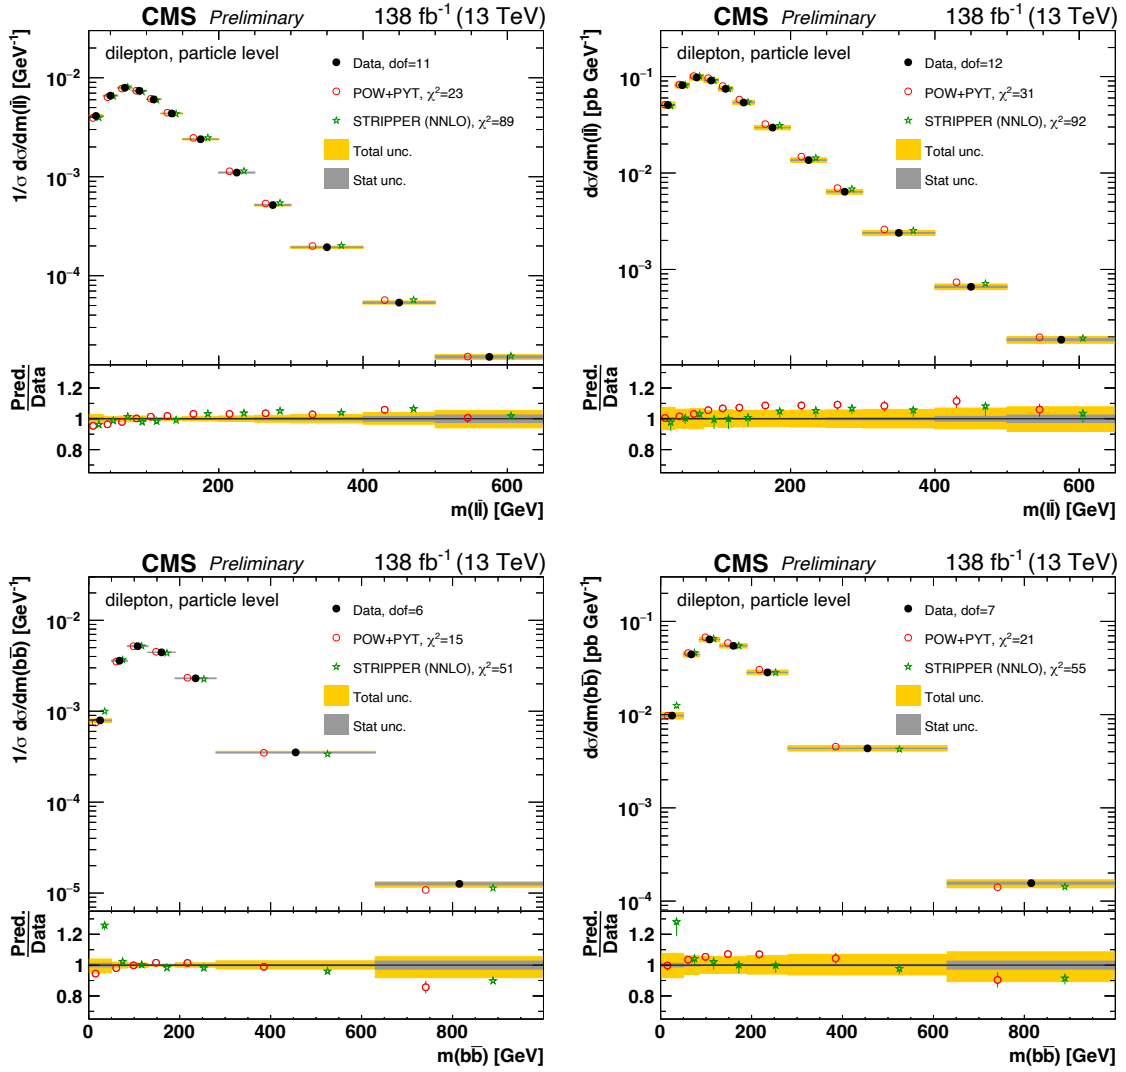 CMS Preliminary 138 fb⁻¹ (13 TeV)
dilepton, particle level
Data, dof=11
POW+PYT, χ²=23
STRIPPER (NNLO), χ²=89
Total unc.
Stat unc.
1/σ dσ/dm(ll̄) [GeV⁻¹]
10⁻²
10⁻³
10⁻⁴
Pred.
Data
1.2
1
0.8
200 400 600
m(ll̄) [GeV]
CMS Preliminary 138 fb⁻¹ (13 TeV)
dilepton, particle level
Data, dof=12
POW+PYT, χ²=31
STRIPPER (NNLO), χ²=92
Total unc.
Stat unc.
dσ/dm(ll̄) [pb GeV⁻¹]
10⁻¹
10⁻²
10⁻³
Pred.
Data
1.2
1
0.8
200 400 600
m(ll̄) [GeV]
CMS Preliminary 138 fb⁻¹ (13 TeV)
dilepton, particle level
Data, dof=6
POW+PYT, χ²=15
STRIPPER (NNLO), χ²=51
Total unc.
Stat unc.
1/σ dσ/dm(bb̄) [GeV⁻¹]
10⁻²
10⁻³
10⁻⁴
10⁻⁵
Pred.
Data
1.2
1
0.8
0 200 400 600 800
m(bb̄) [GeV]
CMS Preliminary 138 fb⁻¹ (13 TeV)
dilepton, particle level
Data, dof=7
POW+PYT, χ²=21
STRIPPER (NNLO), χ²=55
Total unc.
Stat unc.
dσ/dm(bb̄) [pb GeV⁻¹]
10⁻¹
10⁻²
10⁻³
10⁻⁴
Pred.
Data
1.2
1
0.8
0 200 400 600 800
m(bb̄) [GeV]